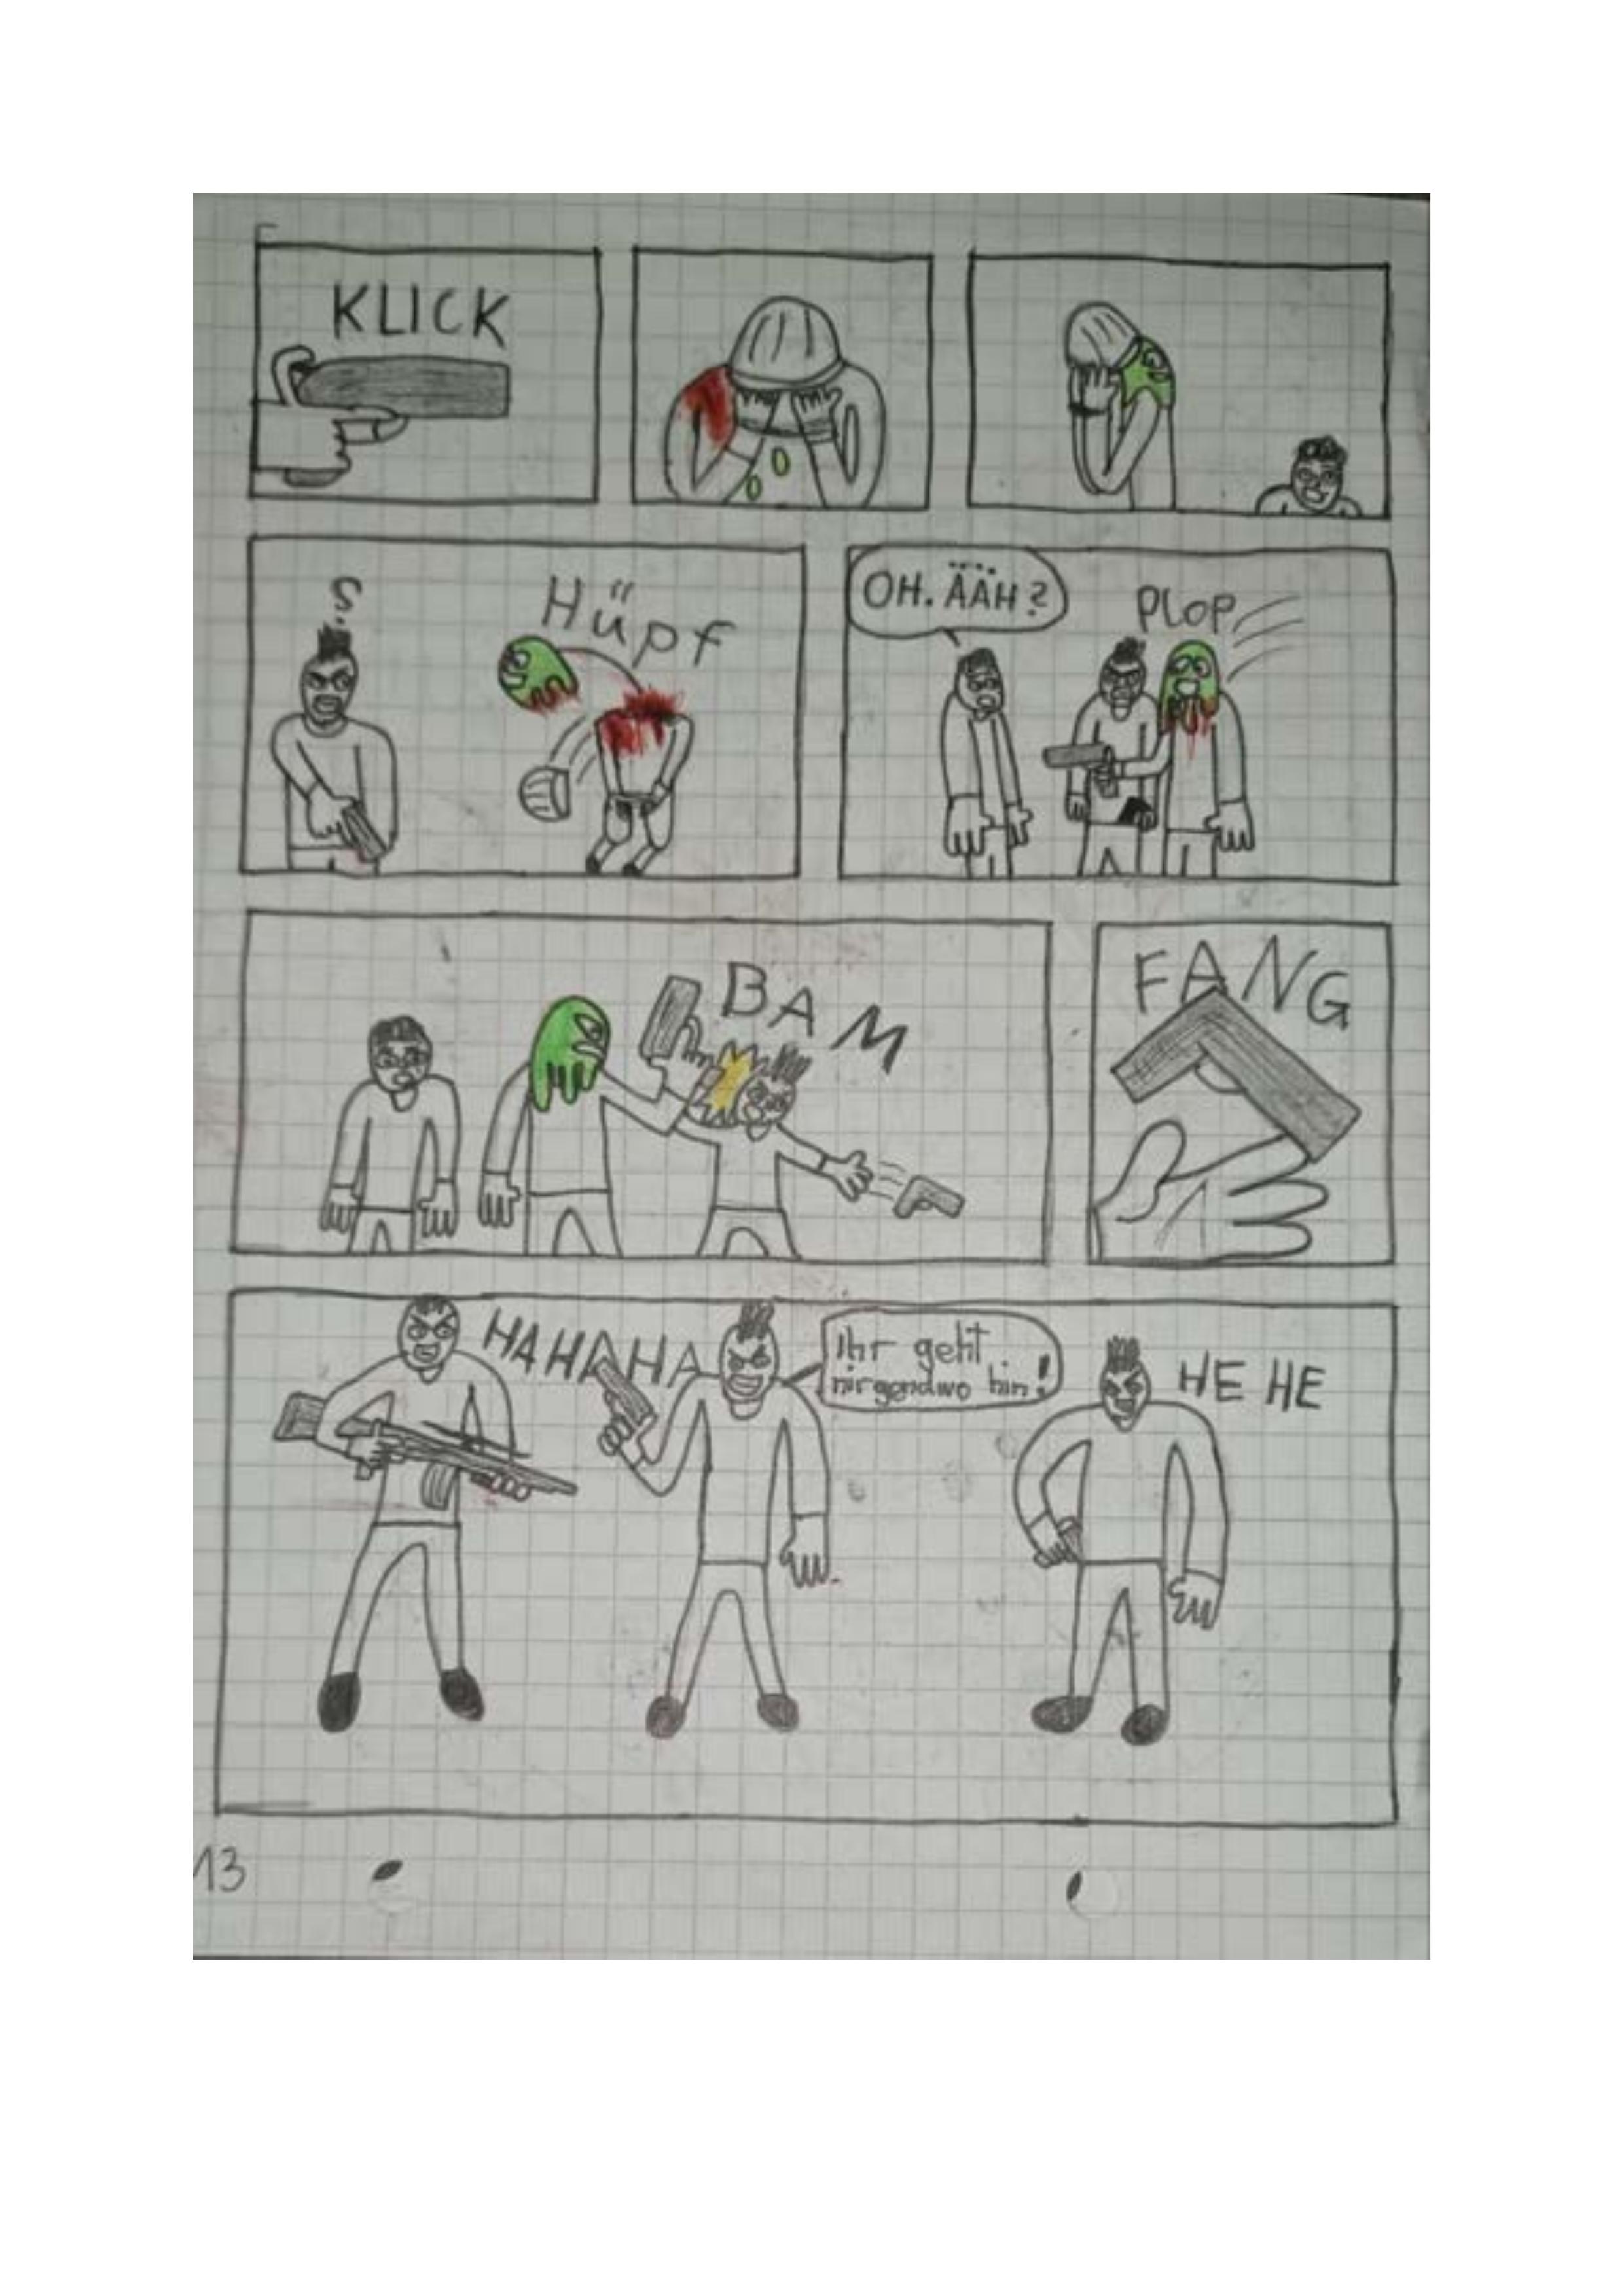 KLICK
?
HÜPF
OH. ÄÄH?
PLOP
BAM
FANG
HAHAHA
Ihr geht
nirgendwo hin!
HE HE
13